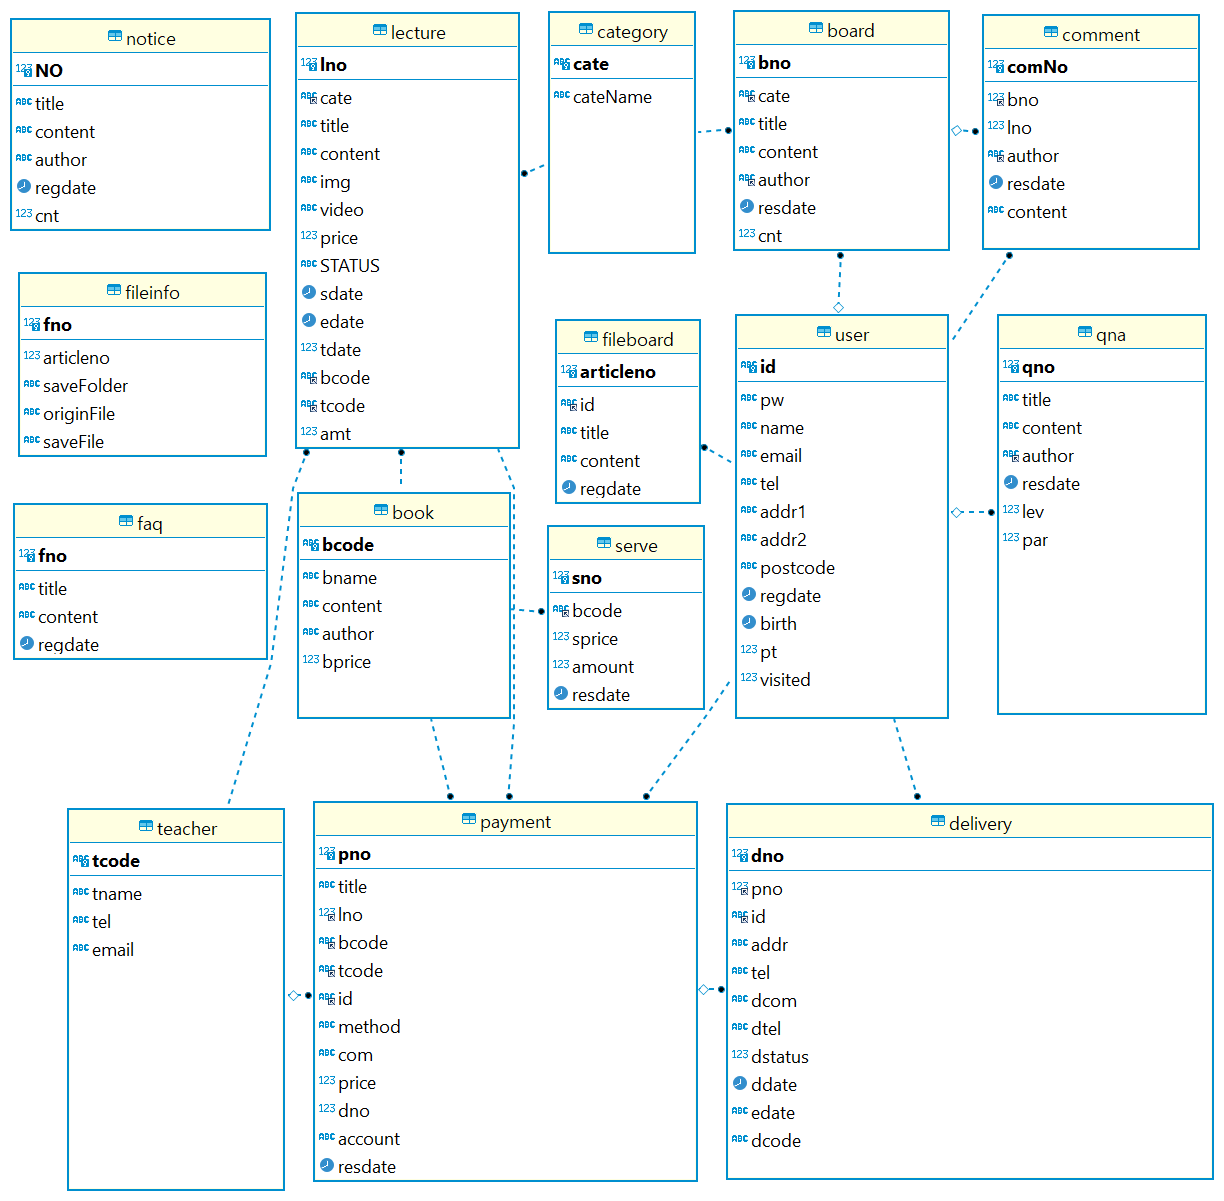 notice
NO
title
content
author
regdate
cnt
lecture
lno
cate
title
content
img
video
price
STATUS
sdate
edate
tdate
bcode
tcode
amt
category
cate
cateName
board
bno
cate
title
content
author
resdate
cnt
comment
comNo
bno
lno
author
resdate
content
fileinfo
fno
articleno
saveFolder
originFile
saveFile
fileboard
articleno
id
title
content
regdate
user
id
pw
name
email
tel
addr1
addr2
postcode
regdate
birth
pt
visited
qna
qno
title
content
author
resdate
lev
par
faq
fno
title
content
regdate
book
bcode
bname
content
author
bprice
serve
sno
bcode
sprice
amount
resdate
teacher
tcode
tname
tel
email
payment
pno
title
lno
bcode
tcode
id
method
com
price
dno
account
resdate
delivery
dno
pno
id
addr
tel
dcom
dtel
dstatus
ddate
edate
dcode